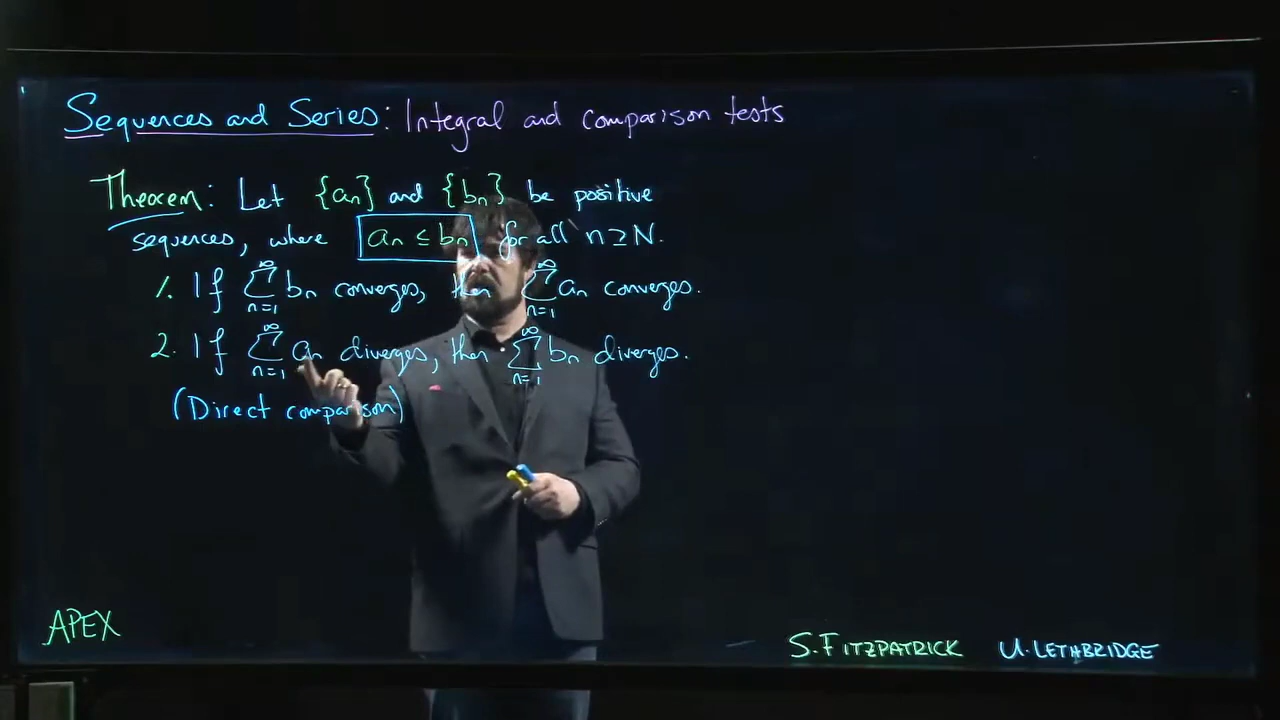 Sequences and Series: Integral and comparison tests
Theorem: Let {aₙ} and {bₙ} be positive
sequences, where aₙ ≤ bₙ for all n ≥ N.
1. If ∑_{n=1}^{∞} bₙ converges, then ∑_{n=1}^{∞} aₙ converges.
2. If ∑_{n=1}^{∞} aₙ diverges, then ∑_{n=1}^{∞} bₙ diverges.
(Direct comparison)
APEX
S. FITZPATRICK U. LETHBRIDGE